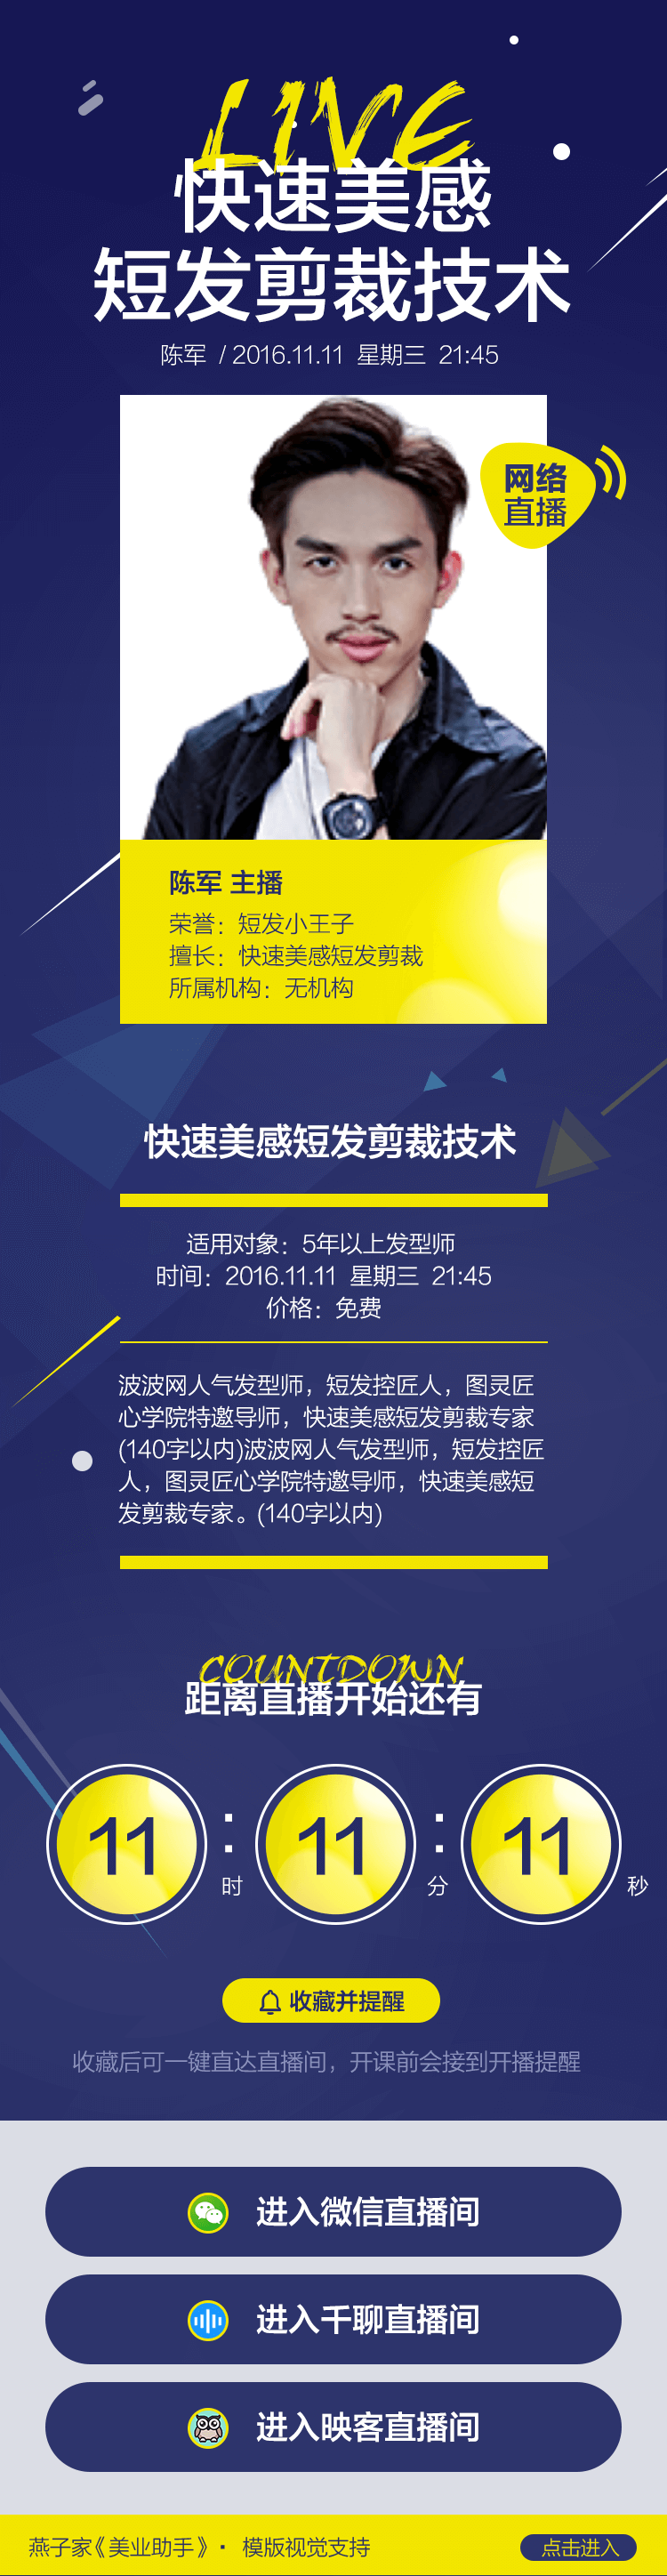 LIVE
快速美感
短发剪裁技术
陈军 / 2016.11.11 星期三 21:45
网络
直播
陈军 主播
荣誉：短发小王子
擅长：快速美感短发剪裁
所属机构：无机构
快速美感短发剪裁技术
适用对象：5年以上发型师
时间：2016.11.11 星期三 21:45
价格：免费
波波网人气发型师，短发控匠人，图灵匠
心学院特邀导师，快速美感短发剪裁专家
(140字以内)波波网人气发型师，短发控匠
人，图灵匠心学院特邀导师，快速美感短
发剪裁专家。(140字以内)
COUNTDOWN
距离直播开始还有
11 : 11 : 11
时 分 秒
收藏并提醒
收藏后可一键直达直播间，开课前会接到开播提醒
进入微信直播间
进入千聊直播间
进入映客直播间
燕子家《美业助手》· 模版视觉支持 点击进入